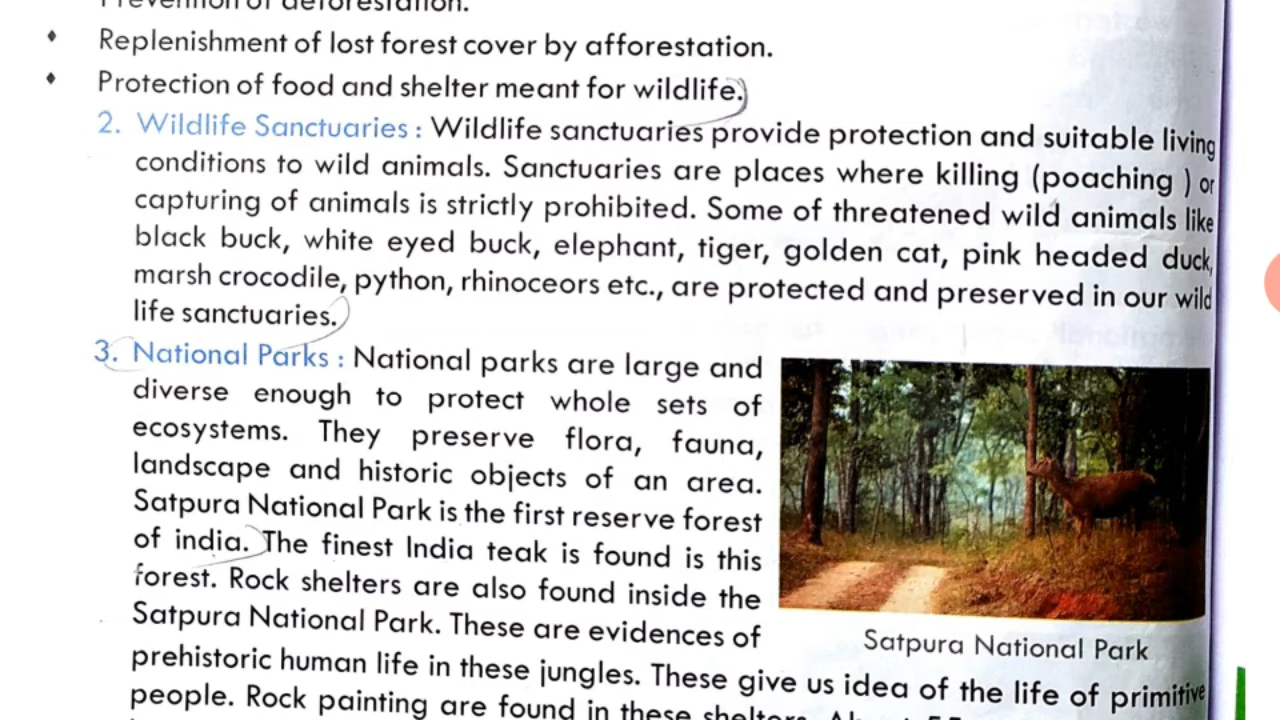 Prevention of deforestation.
♦ Replenishment of lost forest cover by afforestation.
♦ Protection of food and shelter meant for wildlife.
2. Wildlife Sanctuaries : Wildlife sanctuaries provide protection and suitable living
conditions to wild animals. Sanctuaries are places where killing (poaching ) or
capturing of animals is strictly prohibited. Some of threatened wild animals like
black buck, white eyed buck, elephant, tiger, golden cat, pink headed duck,
marsh crocodile, python, rhinoceors etc., are protected and preserved in our wild
life sanctuaries.
3. National Parks : National parks are large and
diverse enough to protect whole sets of
ecosystems. They preserve flora, fauna,
landscape and historic objects of an area.
Satpura National Park is the first reserve forest
of india. The finest India teak is found is this
forest. Rock shelters are also found inside the
Satpura National Park. These are evidences of
Satpura National Park
prehistoric human life in these jungles. These give us idea of the life of primitive
people. Rock painting are found in these shelters. About 55